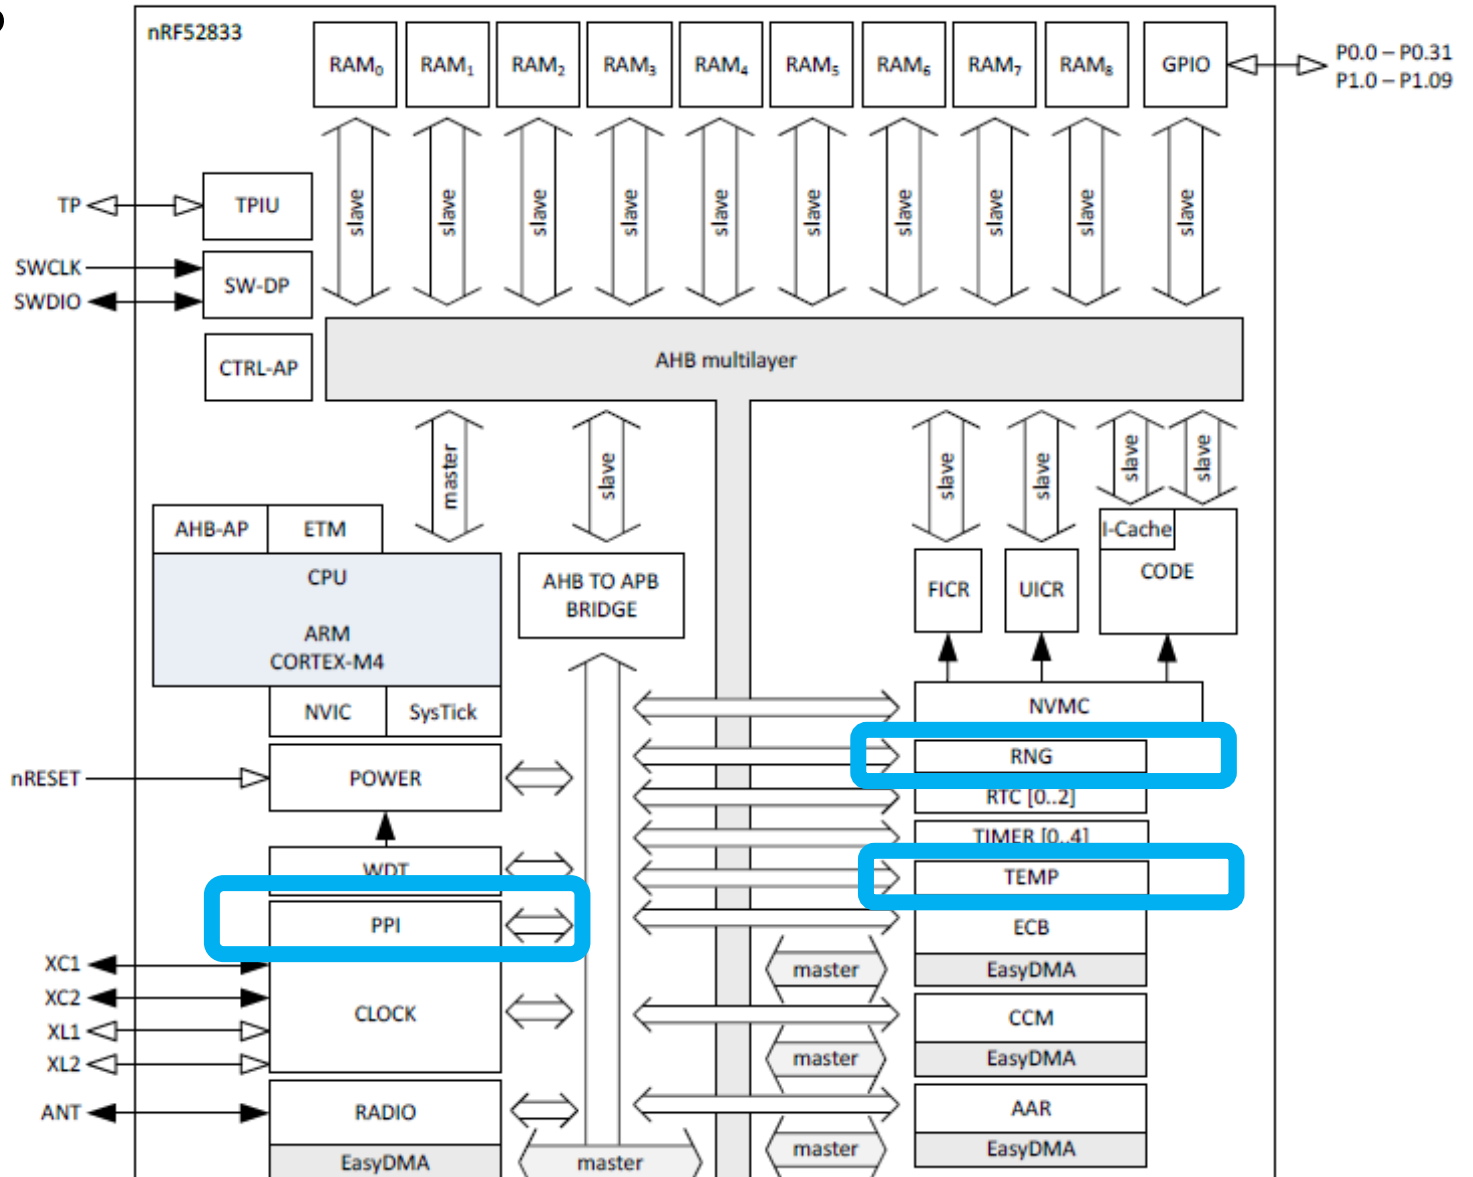 nRF52833
RAM0
RAM1
RAM2
RAM3
RAM4
RAM5
RAM6
RAM7
RAM8
GPIO
P0.0 – P0.31
P1.0 – P1.09
slave
slave
slave
slave
slave
slave
slave
slave
slave
slave
TP
TPIU
SWCLK
SWDIO
SW-DP
CTRL-AP
AHB multilayer
master
slave
slave
slave
slave
slave
AHB-AP
ETM
CPU
ARM
CORTEX-M4
NVIC
SysTick
AHB TO APB
BRIDGE
FICR
UICR
I-Cache
CODE
NVMC
nRESET
POWER
RNG
RTC [0..2]
TIMER [0..4]
WDT
TEMP
PPI
ECB
EasyDMA
master
XC1
XC2
XL1
XL2
CLOCK
CCM
EasyDMA
master
ANT
RADIO
EasyDMA
master
AAR
EasyDMA
master